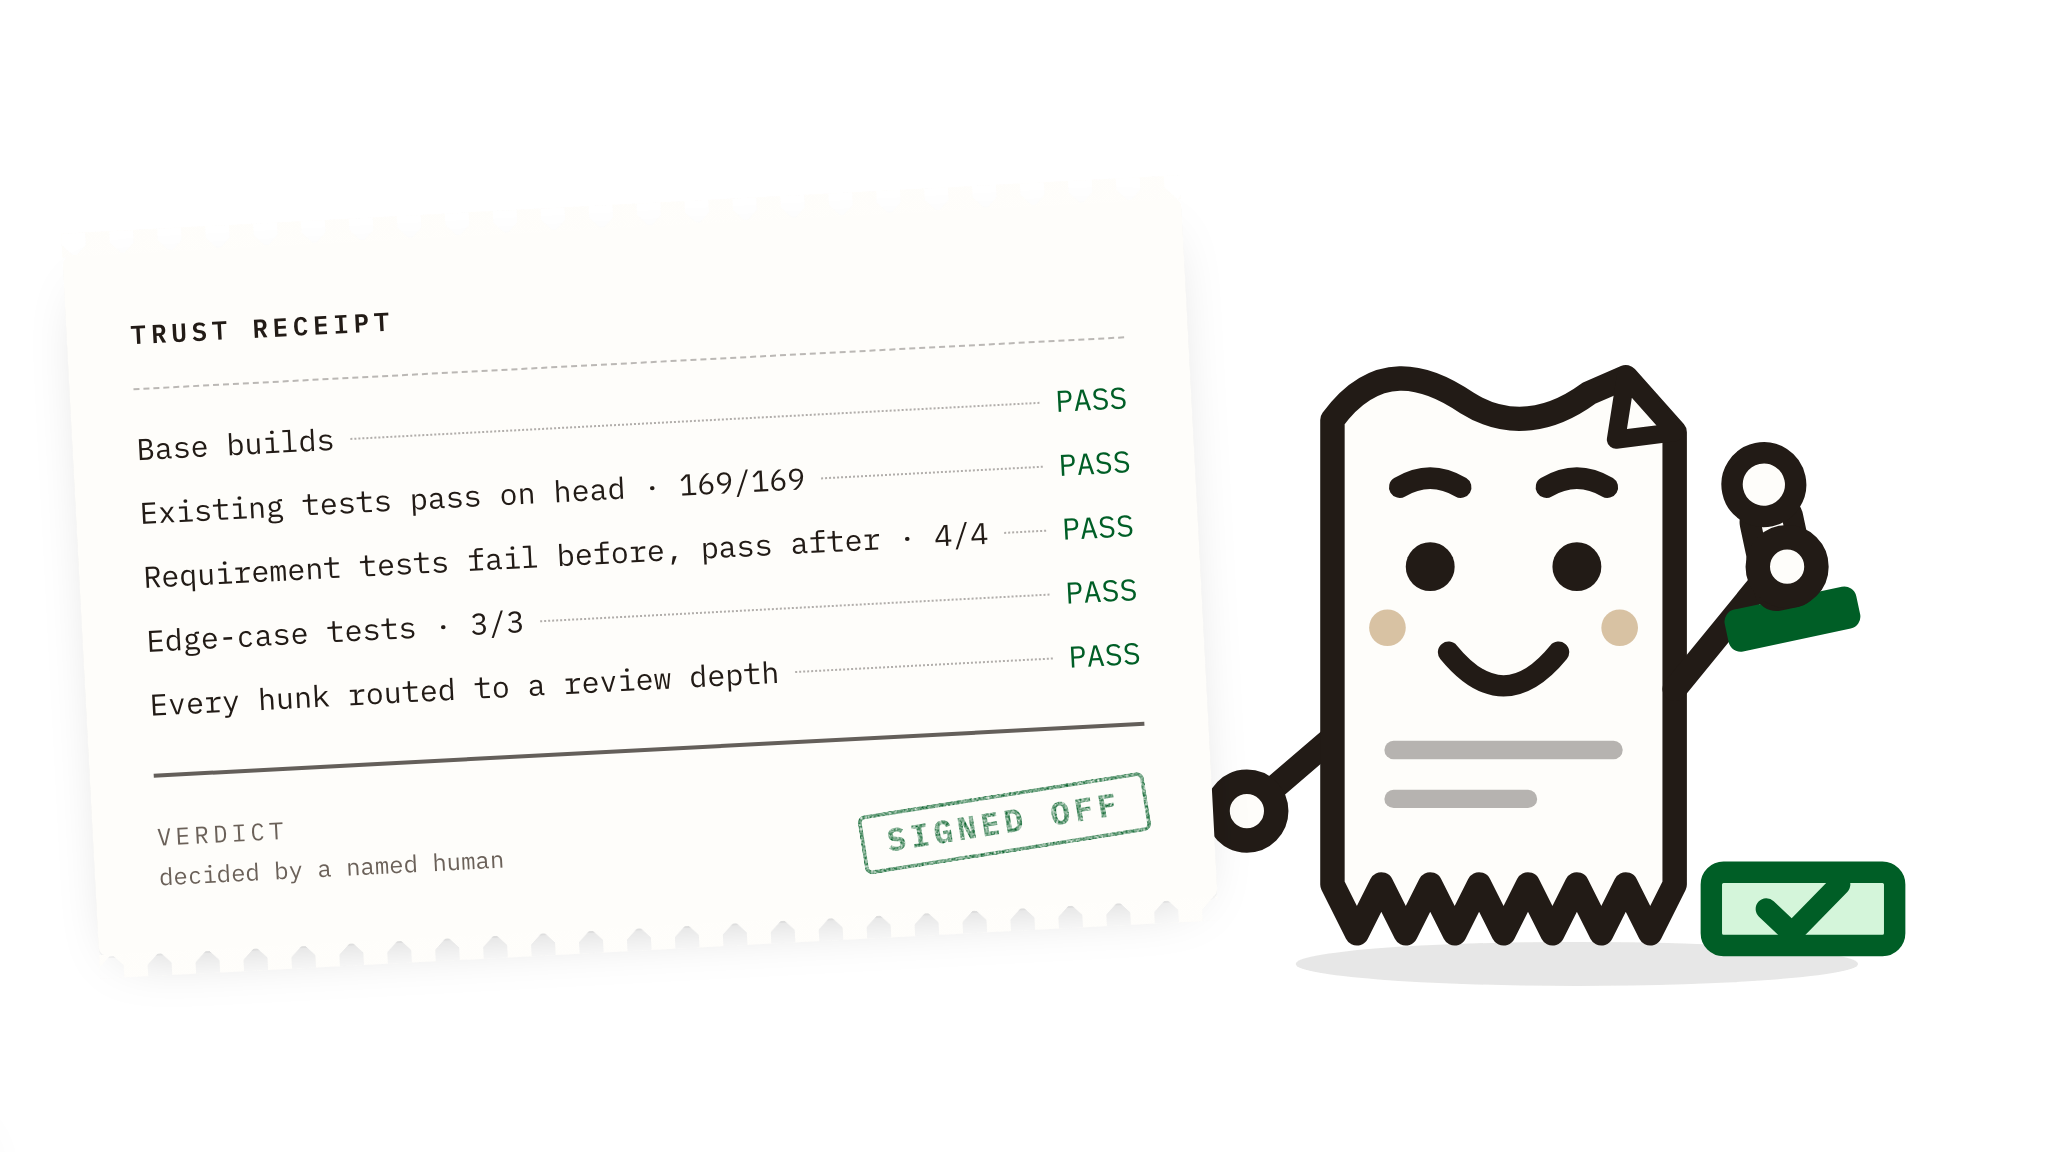 TRUST RECEIPT
Base builds PASS
Existing tests pass on head · 169/169 PASS
Requirement tests fail before, pass after · 4/4 PASS
Edge-case tests · 3/3 PASS
Every hunk routed to a review depth PASS
VERDICT
decided by a named human
SIGNED OFF